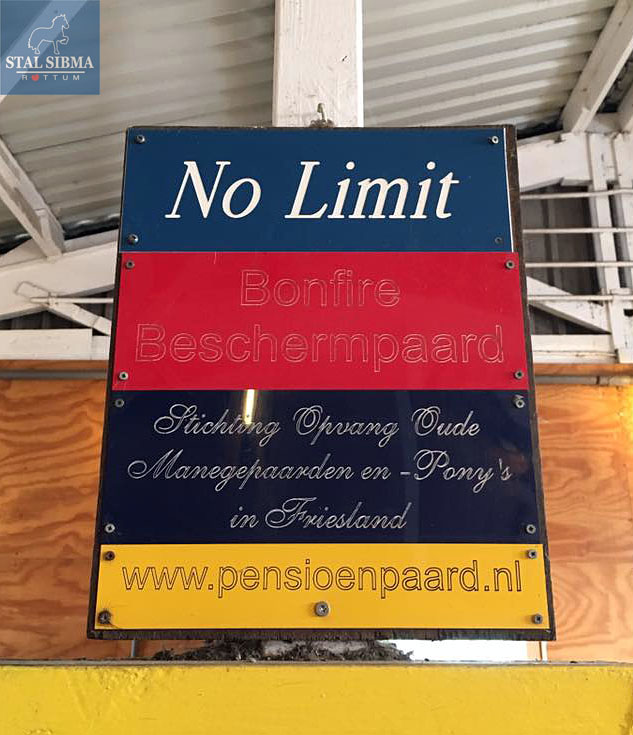 STAL SIBMA
ROTTUM
No Limit
Bonfire
Beschermpaard
Stichting Opvang Oude
Manegepaarden en -Pony's
in Friesland
www.pensioenpaard.nl